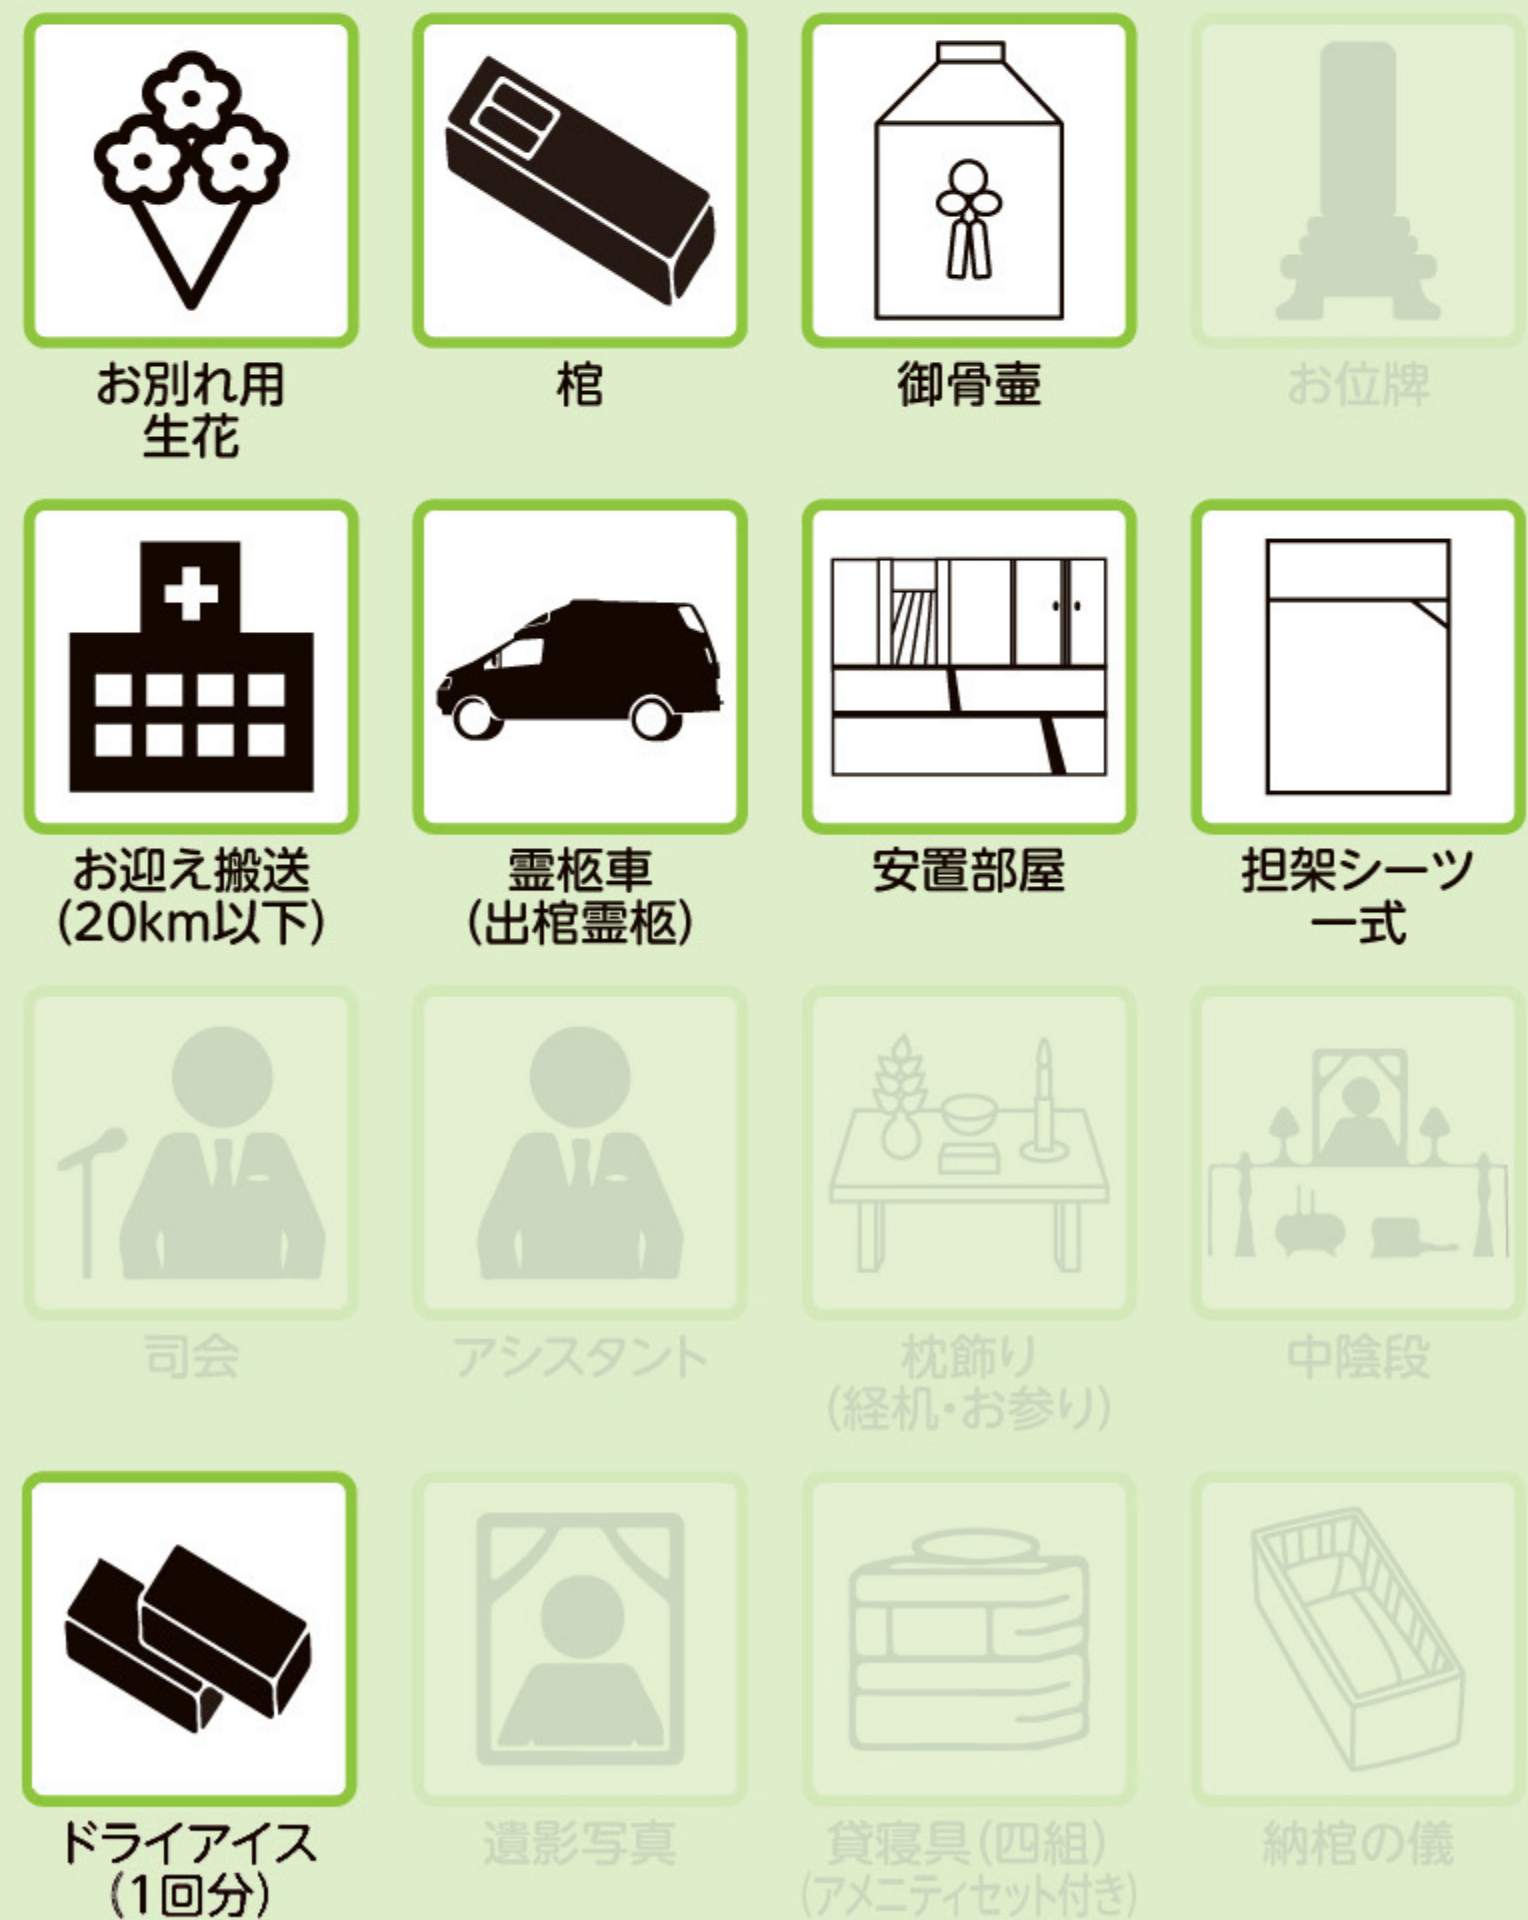 お別れ用
生花
棺
御骨壷
お位牌
お迎え搬送
(20km以下)
霊柩車
(出棺霊柩)
安置部屋
担架シーツ
一式
司会
アシスタント
枕飾り
(経机・お参り)
中陰段
ドライアイス
(1回分)
遺影写真
貸寝具(四組)
(アメニティセット付き)
納棺の儀